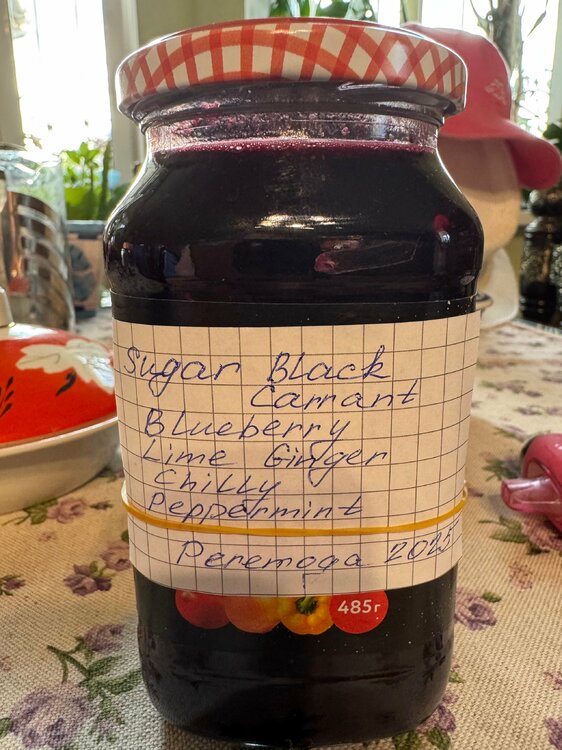 Sugar Black
Carrant
Blueberry
Lime Ginger
Chilly
Peppermint
Peremoga 2025
485г